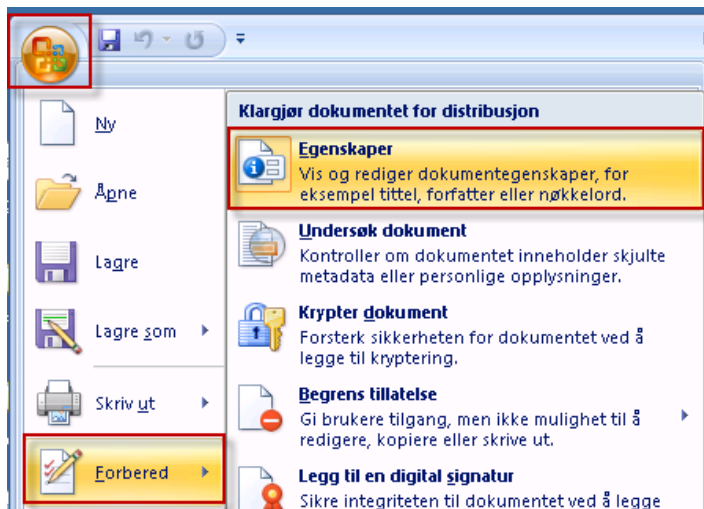 Ny
Åpne
Lagre
Lagre som
Skriv ut
Forbered
Klargjør dokumentet for distribusjon
Egenskaper
Vis og rediger dokumentegenskaper, for
eksempel tittel, forfatter eller nøkkelord.
Undersøk dokument
Kontroller om dokumentet inneholder skjulte
metadata eller personlige opplysninger.
Krypter dokument
Forsterk sikkerheten for dokumentet ved å
legge til kryptering.
Begrens tillatelse
Gi brukere tilgang, men ikke mulighet til å
redigere, kopiere eller skrive ut.
Legg til en digital signatur
Sikre integriteten til dokumentet ved å legge